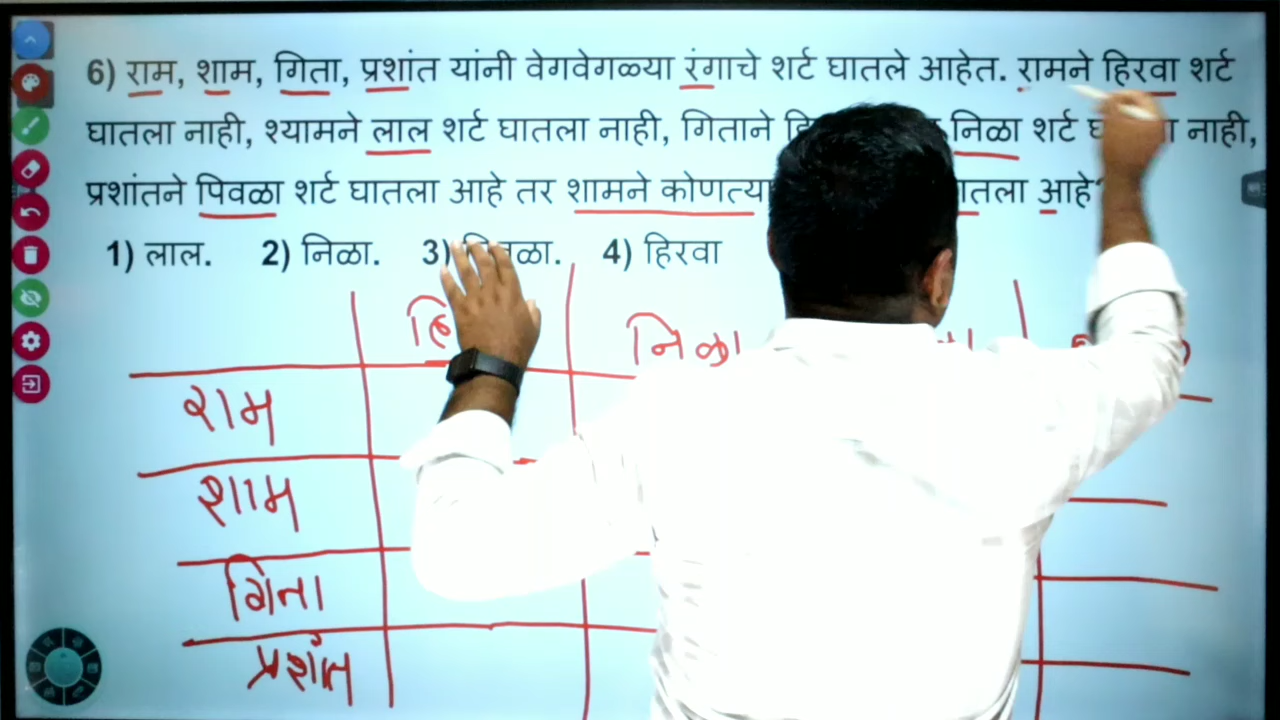 6) राम, शाम, गिता, प्रशांत यांनी वेगवेगळ्या रंगाचे शर्ट घातले आहेत. रामने हिरवा शर्ट
घातला नाही, श्यामने लाल शर्ट घातला नाही, गिताने निळा शर्ट नाही,
प्रशांतने पिवळा शर्ट घातला आहे तर शामने कोणत्या आहे
1) लाल. 2) निळा. 3) 4) हिरवा
निळा
राम
शाम
गिता
प्रशांत